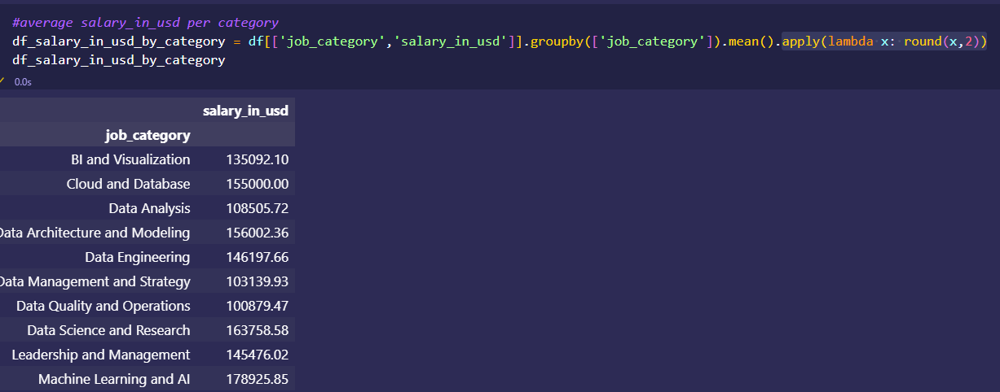 #average salary_in_usd per category
df_salary_in_usd_by_category = df[['job_category','salary_in_usd']].groupby(['job_category']).mean().apply(lambda x: round(x,2))
df_salary_in_usd_by_category
0.0s
salary_in_usd
job_category
BI and Visualization 135092.10
Cloud and Database 155000.00
Data Analysis 108505.72
Data Architecture and Modeling 156002.36
Data Engineering 146197.66
Data Management and Strategy 103139.93
Data Quality and Operations 100879.47
Data Science and Research 163758.58
Leadership and Management 145476.02
Machine Learning and AI 178925.85